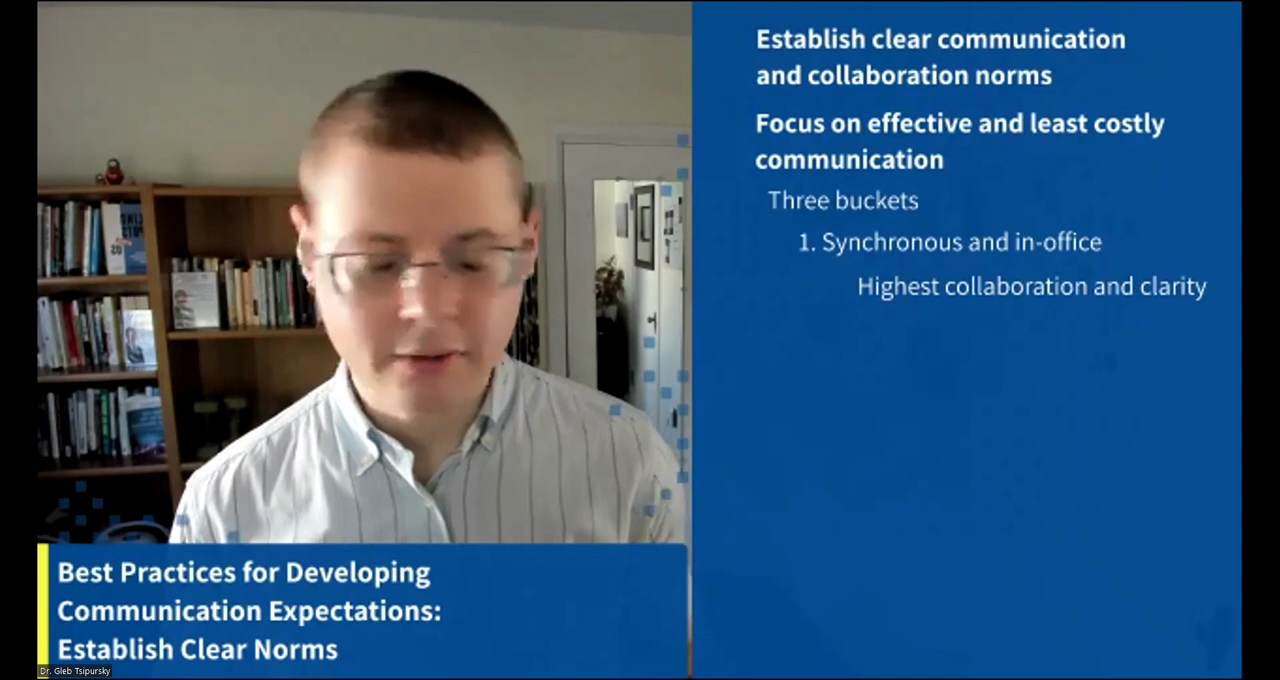 Establish clear communication
and collaboration norms
Focus on effective and least costly
communication
Three buckets
1. Synchronous and in-office
Highest collaboration and clarity
Best Practices for Developing
Communication Expectations:
Establish Clear Norms
Dr. Gleb Tsipursky